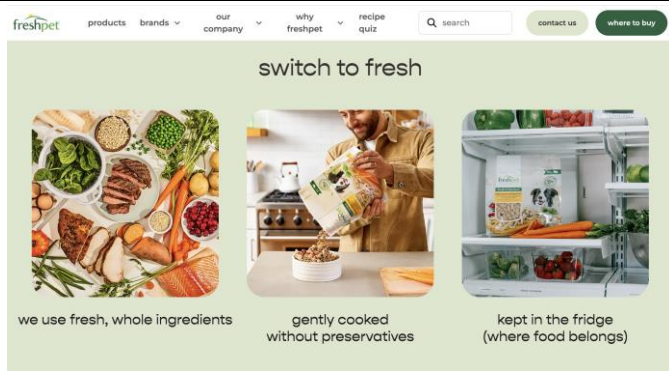 freshpet
products
brands
our company
why freshpet
recipe quiz
search
contact us
where to buy
switch to fresh
freshpet
we use fresh, whole ingredients
gently cooked
without preservatives
kept in the fridge
(where food belongs)